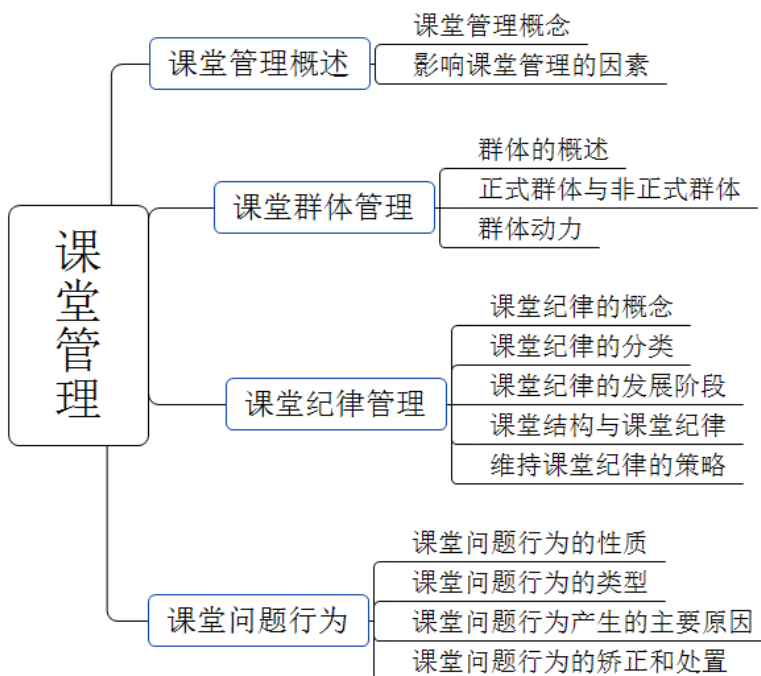 课堂管理
课堂管理概述
课堂管理概念
影响课堂管理的因素
课堂群体管理
群体的概述
正式群体与非正式群体
群体动力
课堂纪律管理
课堂纪律的概念
课堂纪律的分类
课堂纪律的发展阶段
课堂结构与课堂纪律
维持课堂纪律的策略
课堂问题行为
课堂问题行为的性质
课堂问题行为的类型
课堂问题行为产生的主要原因
课堂问题行为的矫正和处置